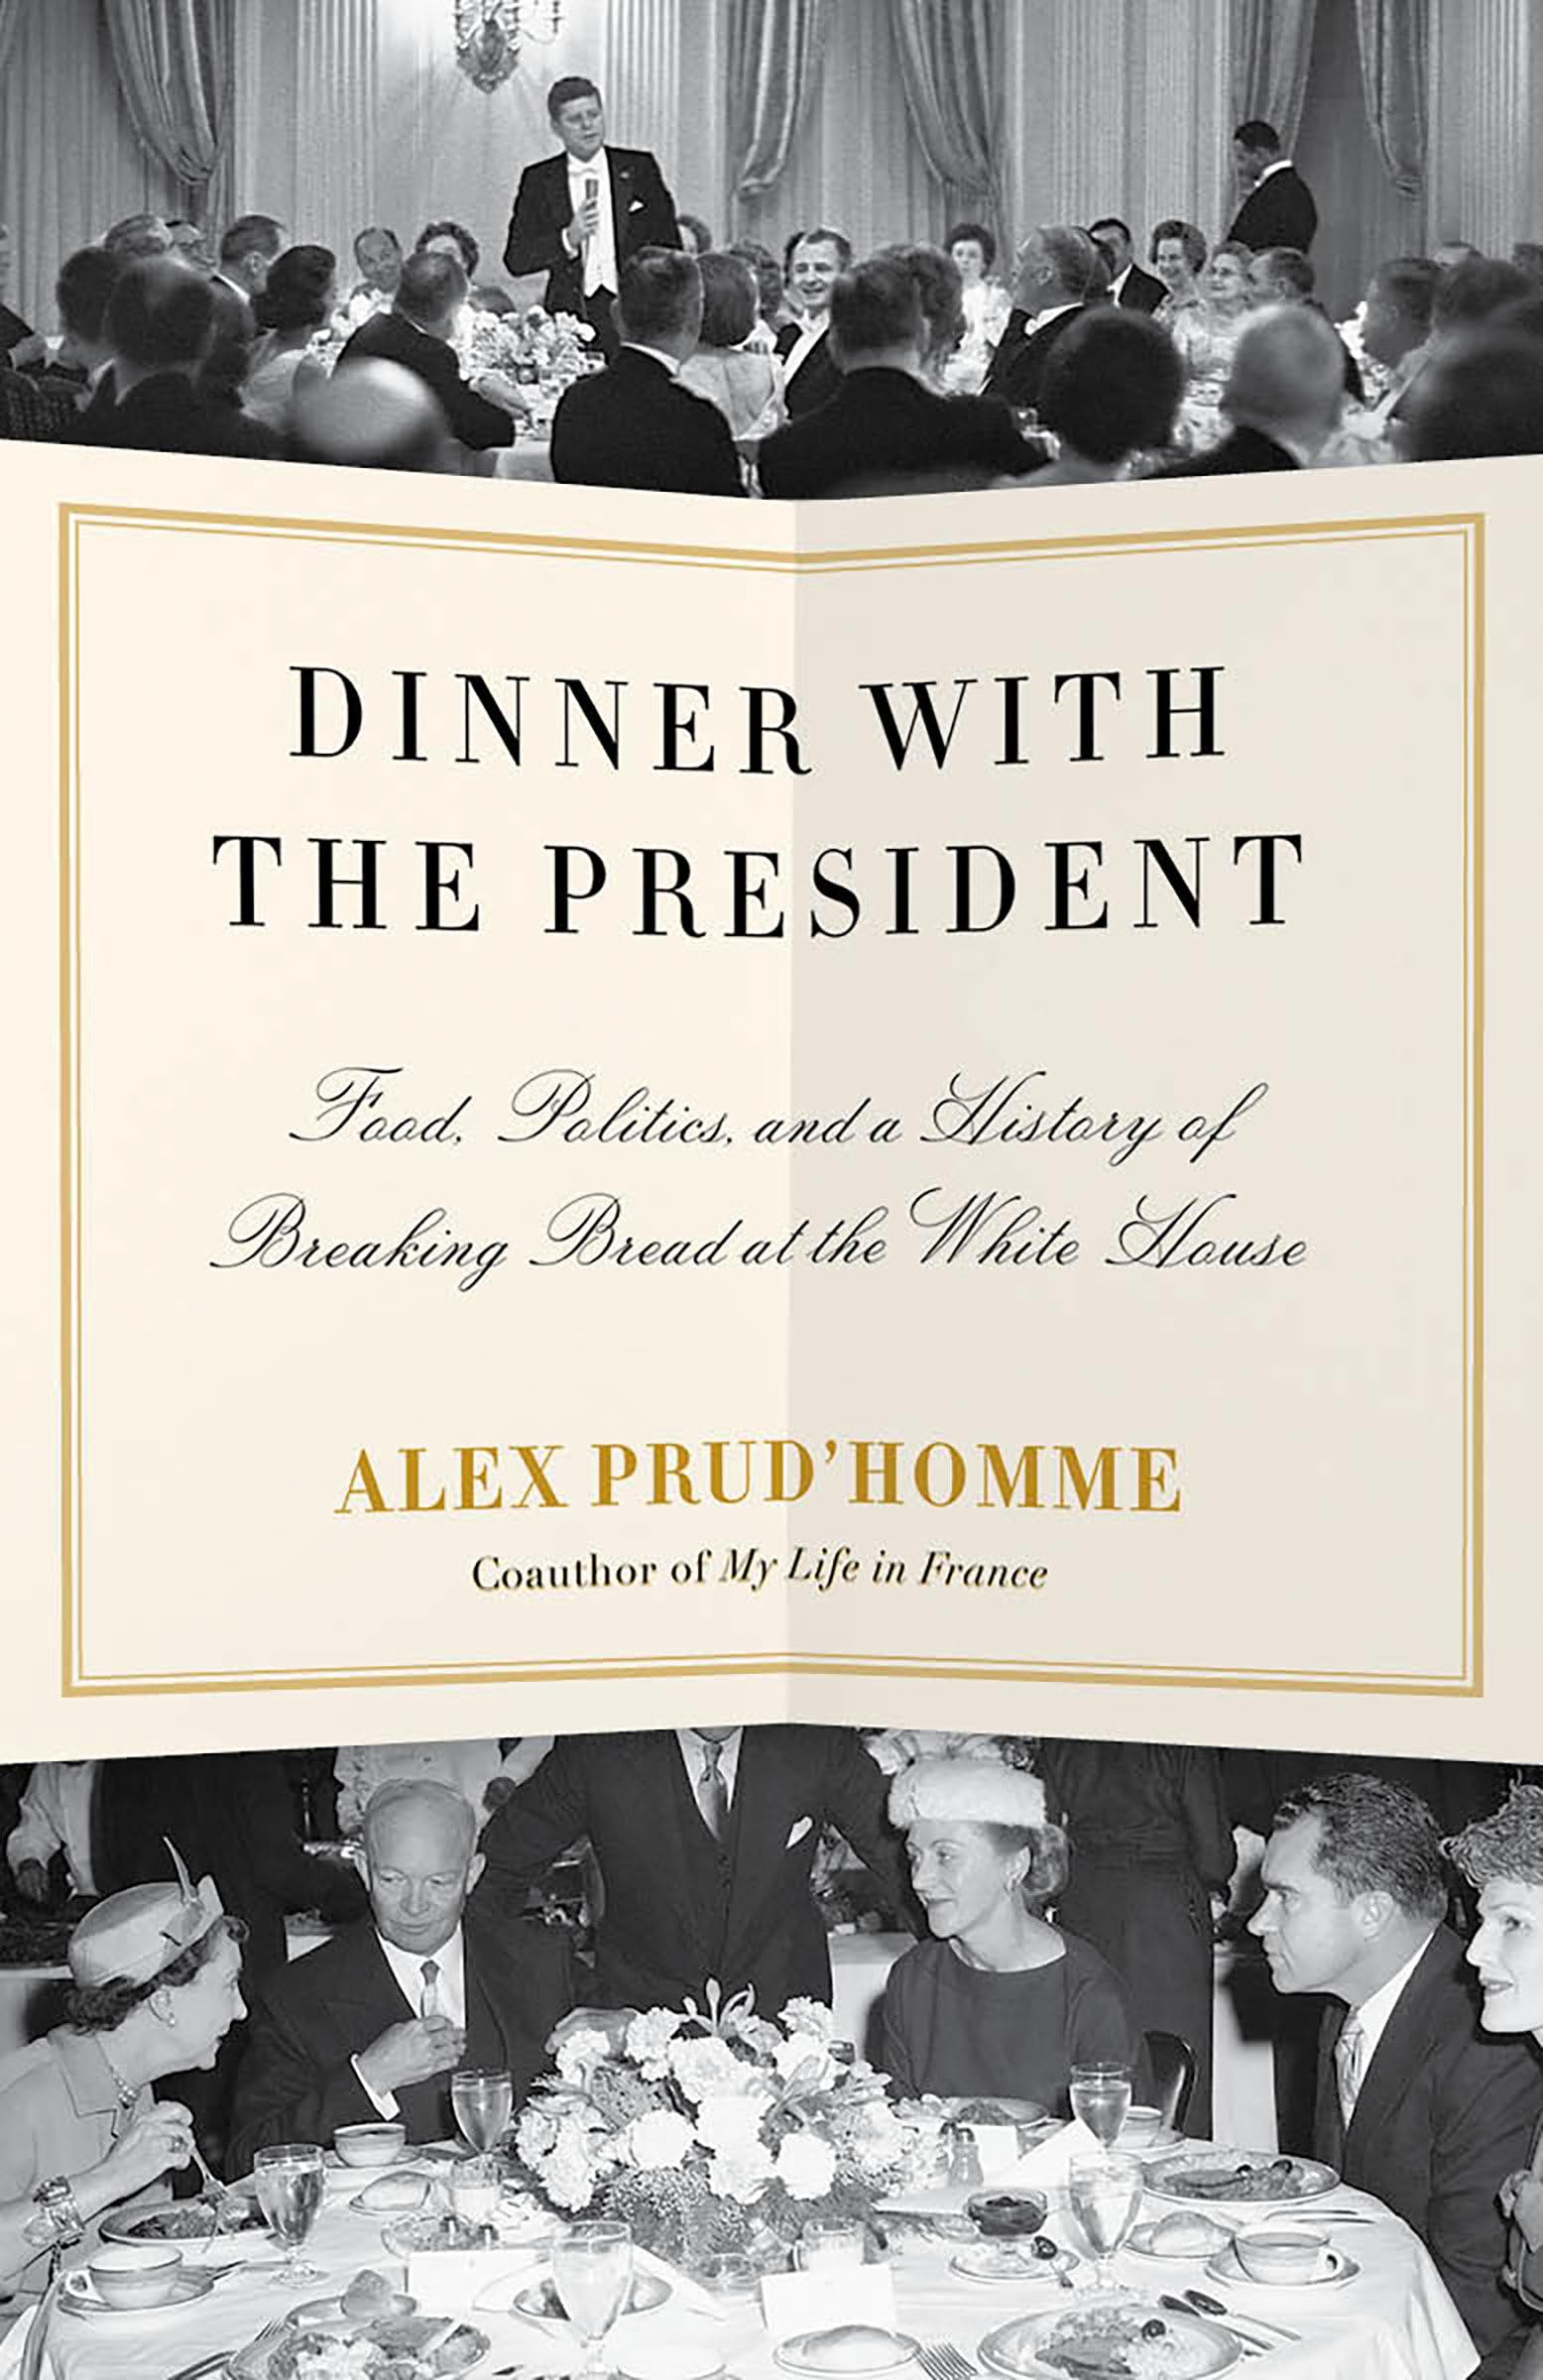 DINNER WITH
THE PRESIDENT
Food, Politics, and a History of
Breaking Bread at the White House
ALEX PRUD’HOMME
Coauthor of My Life in France